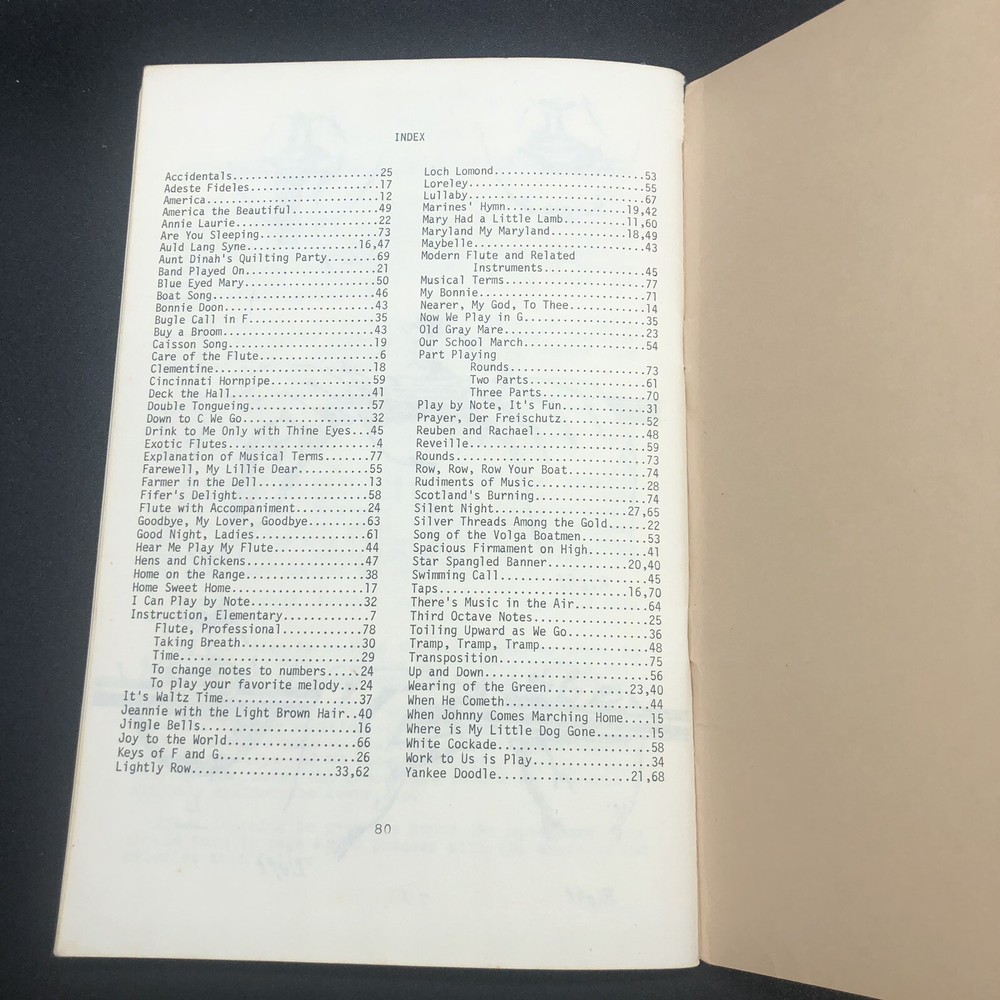 INDEX
Accidentals......................25
Adeste Fideles...................17
America..........................12
America the Beautiful............49
Annie Laurie.....................22
Are You Sleeping.................73
Auld Lang Syne................16,47
Aunt Dinah's Quilting Party.......69
Band Played On...................21
Blue Eyed Mary...................50
Boat Song........................46
Bonnie Doon......................43
Bugle Call in F..................35
Buy a Broom......................43
Caisson Song.....................19
Care of the Flute.................6
Clementine.......................18
Cincinnati Hornpipe..............59
Deck the Hall....................41
Double Tongueing.................57
Down to C We Go..................32
Drink to Me Only with Thine Eyes...45
Exotic Flutes.....................4
Explanation of Musical Terms.......77
Farewell, My Lillie Dear..........55
Farmer in the Dell...............13
Fifer's Delight..................58
Flute with Accompaniment..........24
Goodbye, My Lover, Goodbye........63
Good Night, Ladies...............61
Hear Me Play My Flute............44
Hens and Chickens................47
Home on the Range................38
Home Sweet Home..................17
I Can Play by Note...............32
Instruction, Elementary...........7
Flute, Professional..............78
Taking Breath....................30
Time.............................29
To change notes to numbers.....24
To play your favorite melody...24
It's Waltz Time..................37
Jeannie with the Light Brown Hair..40
Jingle Bells.....................16
Joy to the World.................66
Keys of F and G..................26
Lightly Row...................33,62
Loch Lomond......................53
Loreley..........................55
Lullaby..........................67
Marines' Hymn.................19,42
Mary Had a Little Lamb.........11,60
Maryland My Maryland...........18,49
Maybelle.........................43
Modern Flute and Related
Instruments..............45
Musical Terms....................77
My Bonnie........................71
Nearer, My God, To Thee...........14
Now We Play in G.................35
Old Gray Mare....................23
Our School March.................54
Part Playing
Rounds...................73
Two Parts................61
Three Parts..............70
Play by Note, It's Fun............31
Prayer, Der Freischutz............52
Reuben and Rachael...............48
Reveille.........................59
Rounds...........................73
Row, Row, Row Your Boat...........74
Rudiments of Music...............28
Scotland's Burning...............74
Silent Night..................27,65
Silver Threads Among the Gold.....22
Song of the Volga Boatmen.........53
Spacious Firmament on High........41
Star Spangled Banner...........20,40
Swimming Call....................45
Taps..........................16,70
There's Music in the Air..........64
Third Octave Notes...............25
Toiling Upward as We Go...........36
Tramp, Tramp, Tramp..............48
Transposition....................75
Up and Down......................56
Wearing of the Green...........23,40
When He Cometh...................44
When Johnny Comes Marching Home....15
Where is My Little Dog Gone.......15
White Cockade....................58
Work to Us is Play...............34
Yankee Doodle.................21,68
80